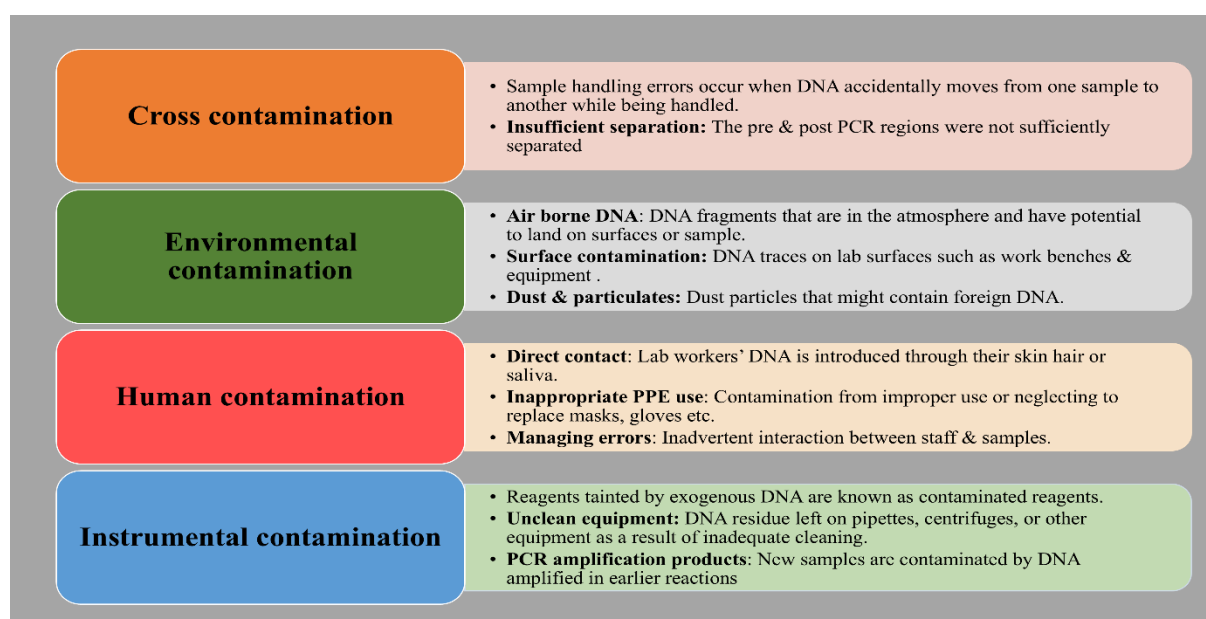 Cross contamination
• Sample handling errors occur when DNA accidentally moves from one sample to
another while being handled.
• Insufficient separation: The pre & post PCR regions were not sufficiently
separated
Environmental
contamination
• Air borne DNA: DNA fragments that are in the atmosphere and have potential
to land on surfaces or sample.
• Surface contamination: DNA traces on lab surfaces such as work benches &
equipment .
• Dust & particulates: Dust particles that might contain foreign DNA.
Human contamination
• Direct contact: Lab workers’ DNA is introduced through their skin hair or
saliva.
• Inappropriate PPE use: Contamination from improper use or neglecting to
replace masks, gloves etc.
• Managing errors: Inadvertent interaction between staff & samples.
Instrumental contamination
• Reagents tainted by exogenous DNA are known as contaminated reagents.
• Unclean equipment: DNA residue left on pipettes, centrifuges, or other
equipment as a result of inadequate cleaning.
• PCR amplification products: New samples are contaminated by DNA
amplified in earlier reactions